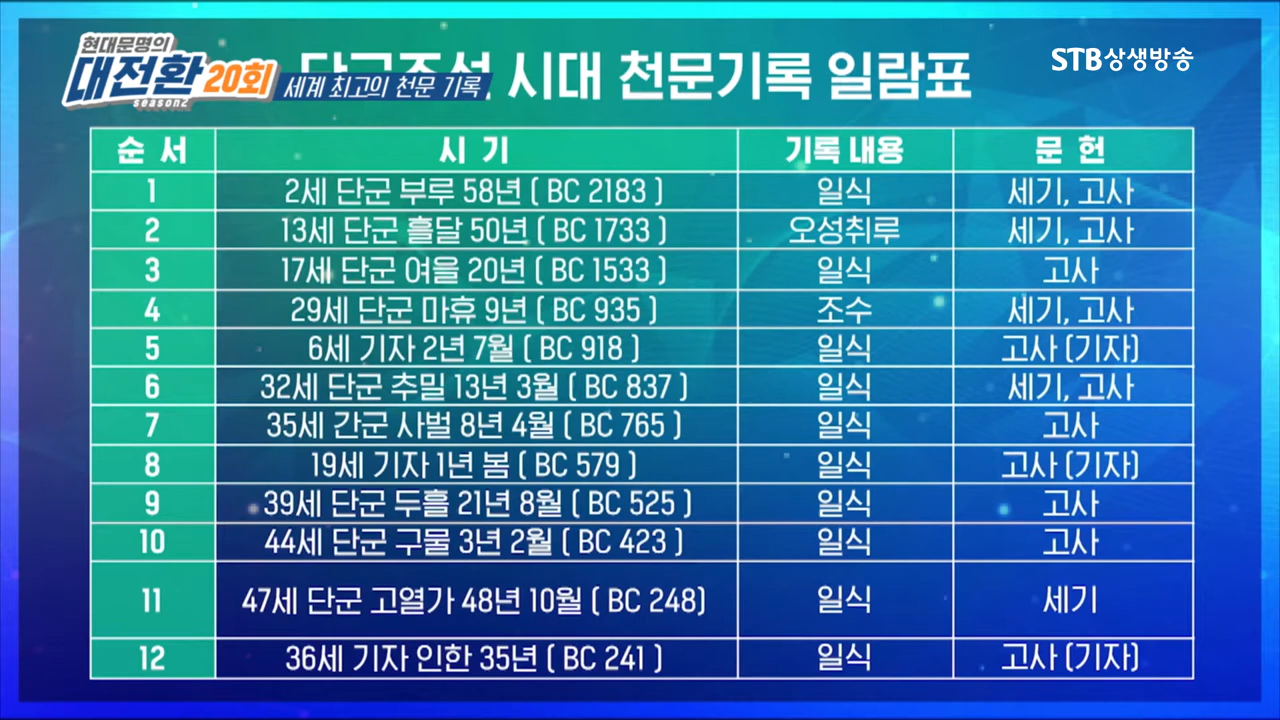 현대문명의
대전환 20회
season2
세계 최고의 천문 기록
시대 천문기록 일람표
STB상생방송
순 서 시 기 기록 내용 문 헌
1 2세 단군 부루 58년 ( BC 2183 ) 일식 세기, 고사
2 13세 단군 흘달 50년 ( BC 1733 ) 오성취루 세기, 고사
3 17세 단군 여을 20년 ( BC 1533 ) 일식 고사
4 29세 단군 마휴 9년 ( BC 935 ) 조수 세기, 고사
5 6세 기자 2년 7월 ( BC 918 ) 일식 고사 (기자)
6 32세 단군 추밀 13년 3월 ( BC 837 ) 일식 세기, 고사
7 35세 간군 사벌 8년 4월 ( BC 765 ) 일식 고사
8 19세 기자 1년 봄 ( BC 579 ) 일식 고사 (기자)
9 39세 단군 두흘 21년 8월 ( BC 525 ) 일식 고사
10 44세 단군 구물 3년 2월 ( BC 423 ) 일식 고사
11 47세 단군 고열가 48년 10월 ( BC 248) 일식 세기
12 36세 기자 인한 35년 ( BC 241 ) 일식 고사 (기자)